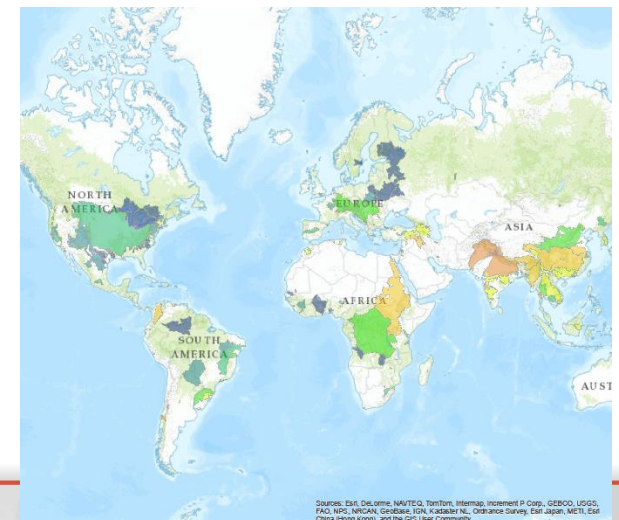 NORTH
AMERICA
EUROPE
ASIA
AFRICA
SOUTH
AMERICA
AUST
Sources: Esri, DeLorme, NAVTEQ, TomTom, Intermap, increment P Corp., GEBCO, USGS,
FAO, NPS, NRCAN, GeoBase, IGN, Kadaster NL, Ordnance Survey, Esri Japan, METI, Esri
China (Hong Kong), and the GIS User Community